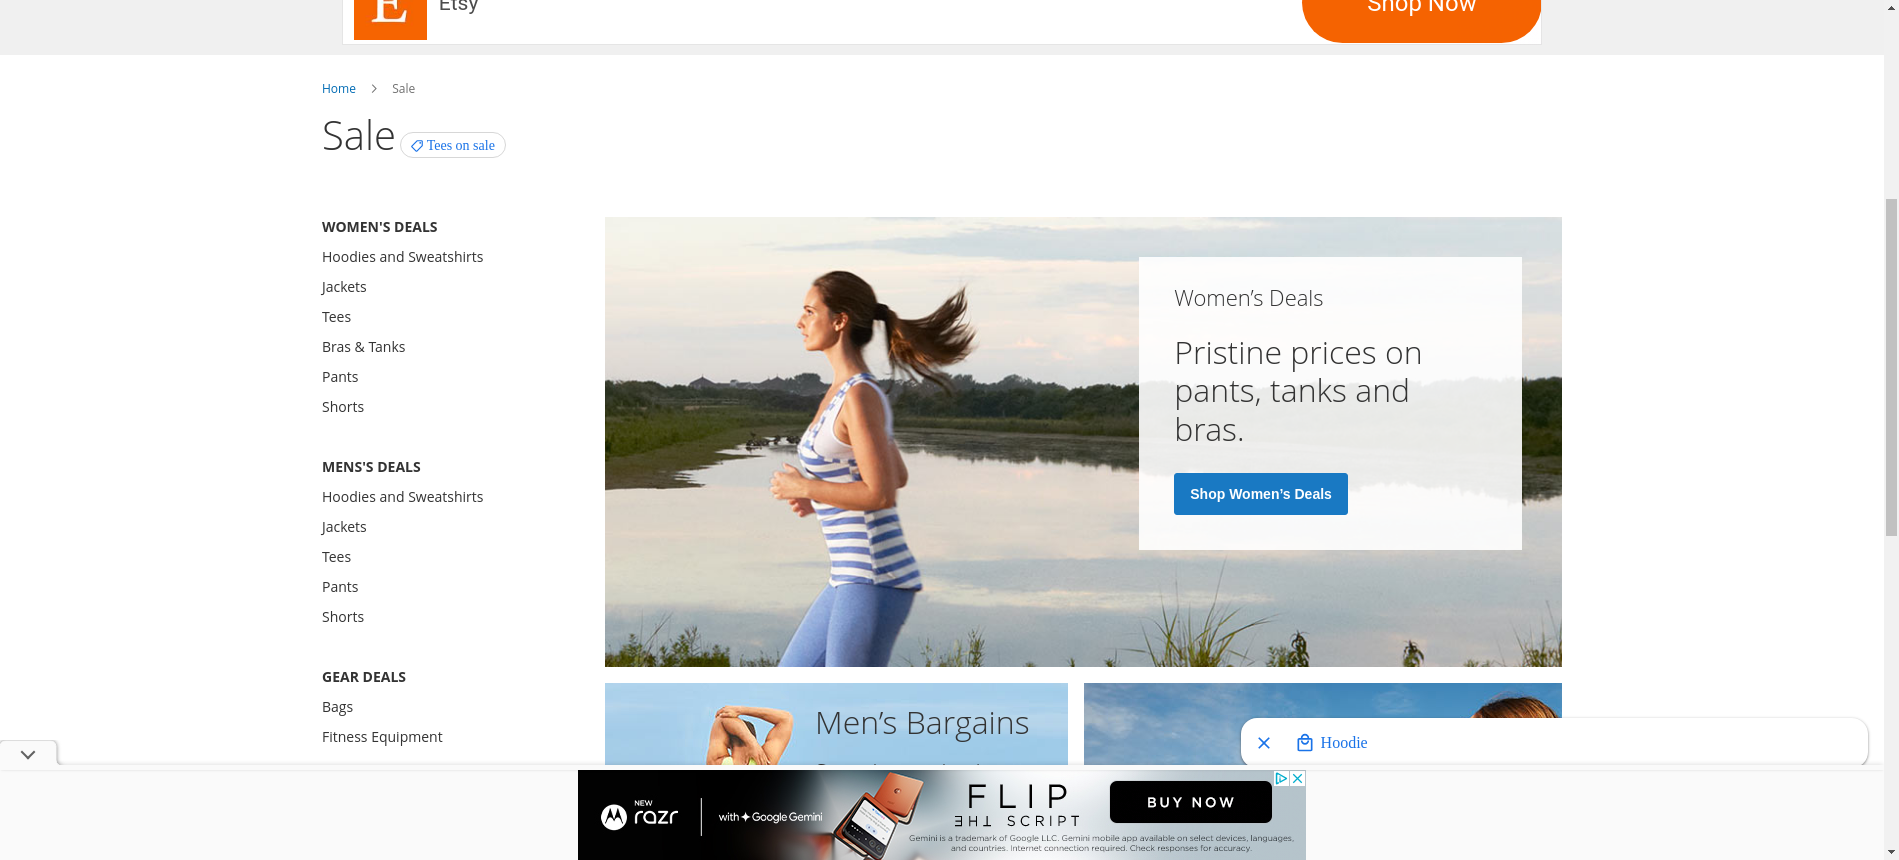 E Etsy
Shop Now
Home > Sale
Sale Tees on sale
WOMEN'S DEALS
Hoodies and Sweatshirts
Jackets
Tees
Bras & Tanks
Pants
Shorts
MENS'S DEALS
Hoodies and Sweatshirts
Jackets
Tees
Pants
Shorts
GEAR DEALS
Bags
Fitness Equipment
Women’s Deals
Pristine prices on
pants, tanks and
bras.
Shop Women’s Deals
Men’s Bargains
Hoodie
NEW
razr
with Google Gemini
FLIP
THE SCRIPT
BUY NOW
Gemini is a trademark of Google LLC. Gemini mobile app available on select devices, languages,
and countries. Internet connection required. Check responses for accuracy.